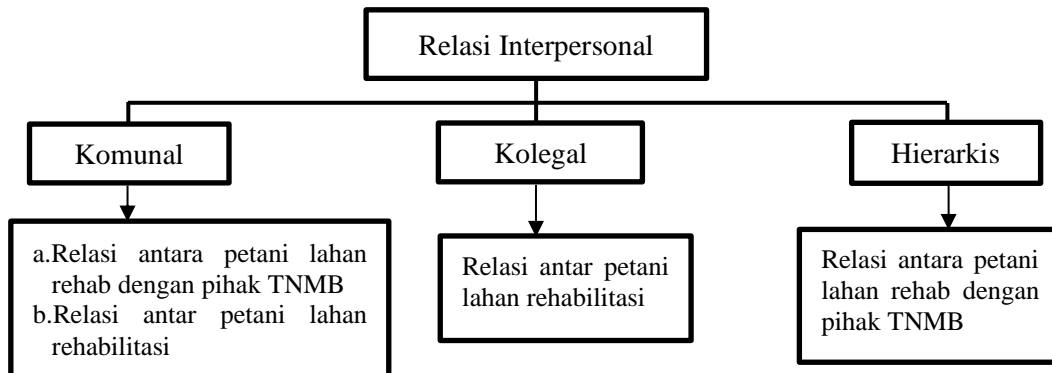 Relasi Interpersonal
Komunal
Kolegal
Hierarkis
a.Relasi antara petani lahan
rehab dengan pihak TNMB
b.Relasi antar petani lahan
rehabilitasi
Relasi antar petani
lahan rehabilitasi
Relasi antara petani
lahan rehab dengan
pihak TNMB